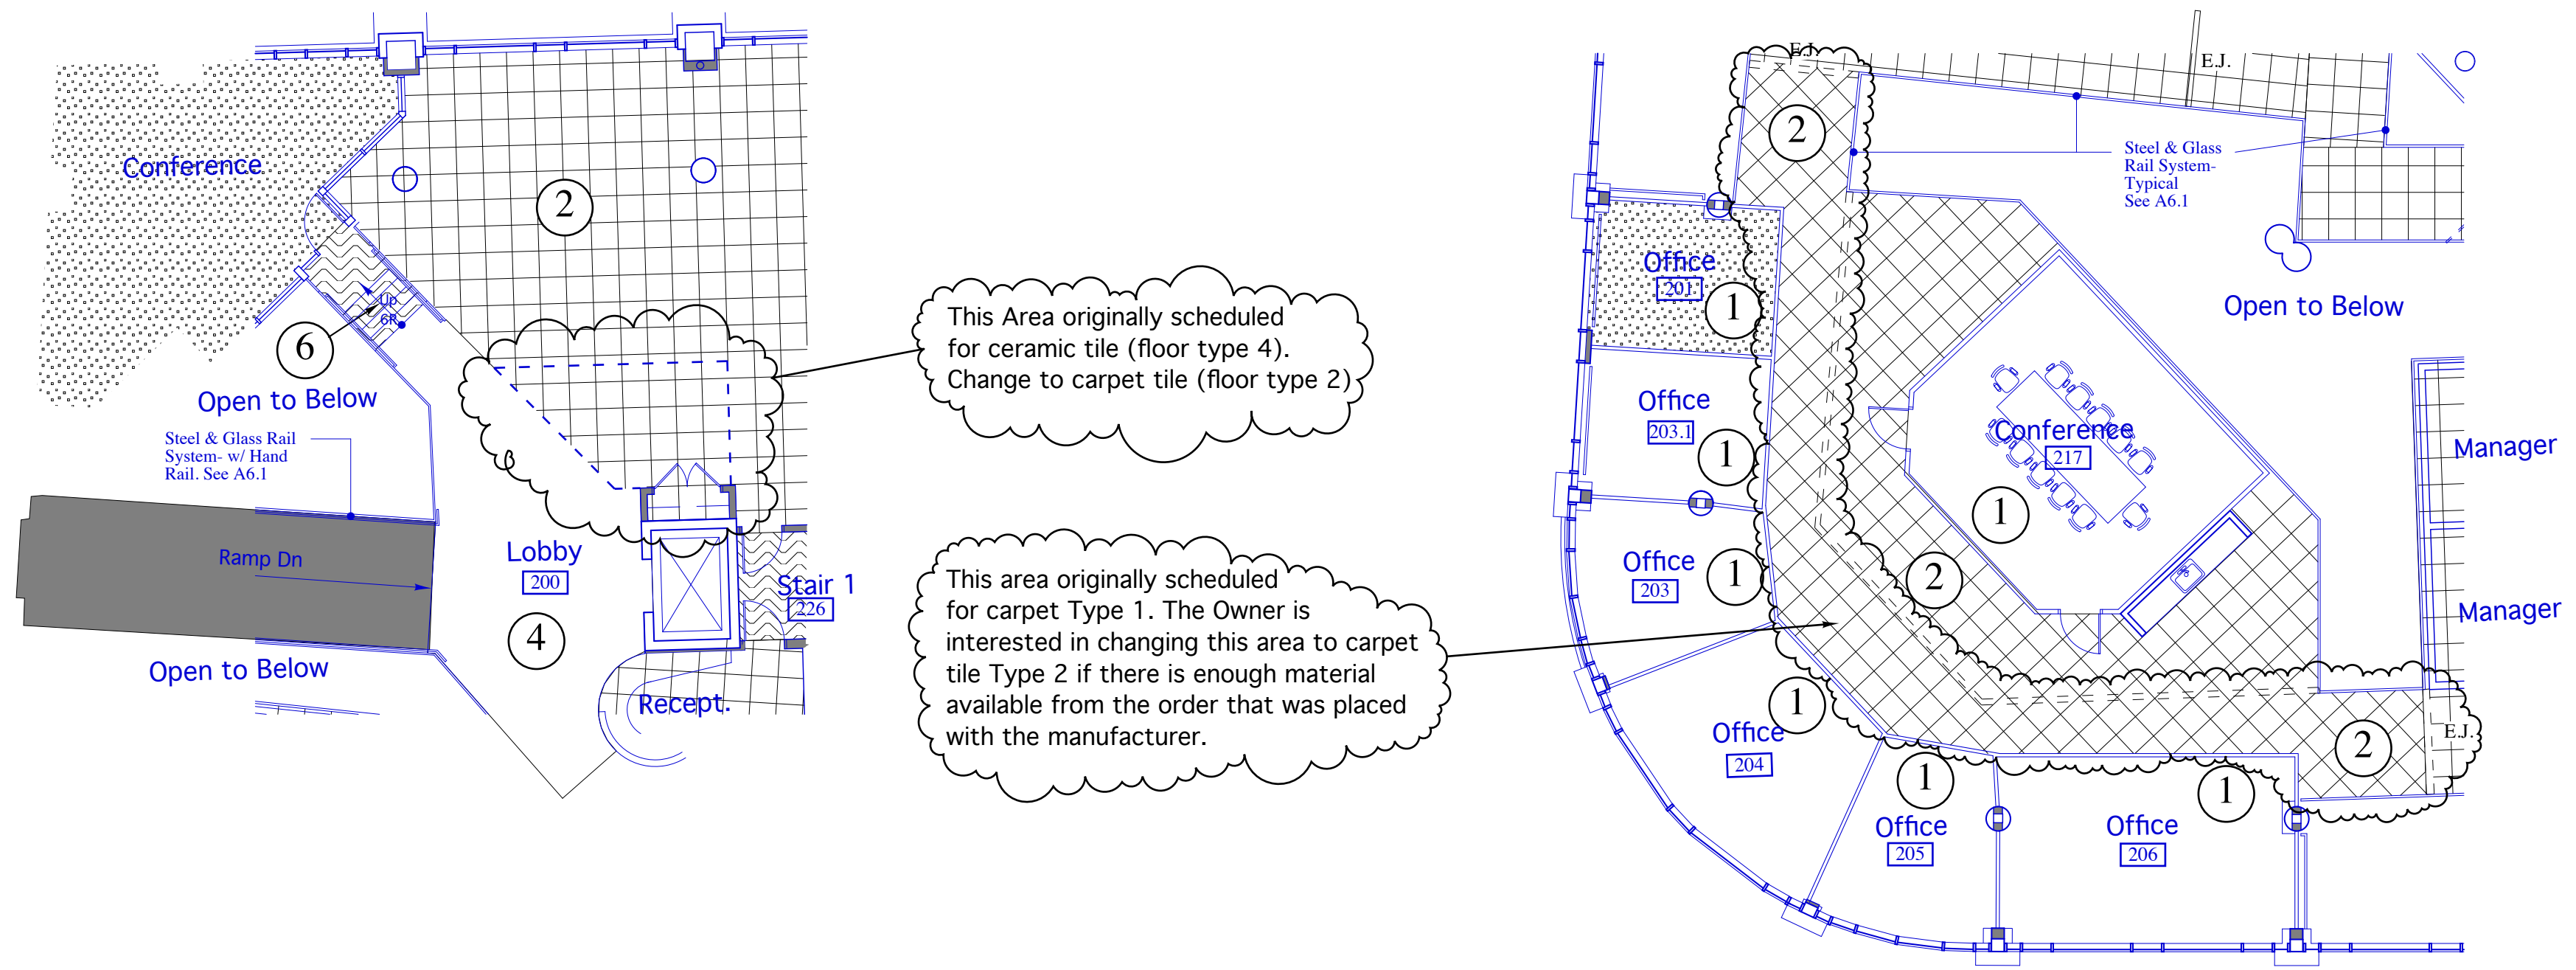 Conference
2
Up
6R
6
Open to Below
Steel & Glass Rail
System- w/ Hand
Rail. See A6.1
Ramp Dn
Open to Below
Lobby
200
4
Stair 1
226
Recept.
This Area originally scheduled
for ceramic tile (floor type 4).
Change to carpet tile (floor type 2)
This area originally scheduled
for carpet Type 1. The Owner is
interested in changing this area to carpet
tile Type 2 if there is enough material
available from the order that was placed
with the manufacturer.
E.J.
E.J.
2
Steel & Glass
Rail System-
Typical
See A6.1
Office
201
1
Open to Below
Office
203.1
1
Conference
217
1
Manager
Office
203
1
2
Manager
1
Office
204
E.J.
2
1
1
Office
205
Office
206